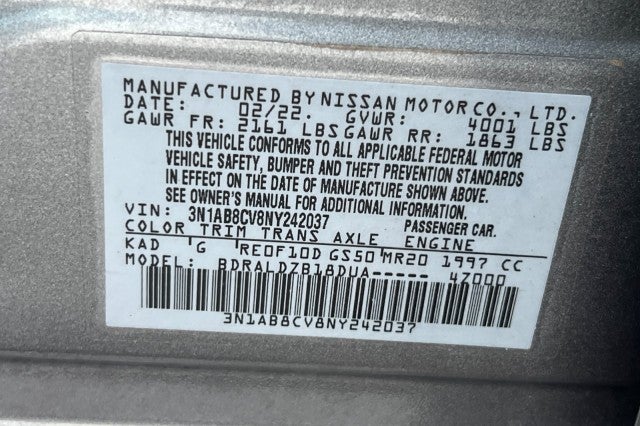 MANUFACTURED BY NISSAN MOTOR CO., LTD.
DATE: 02/22. GVWR: 4001 LBS
GAWR FR: 2161 LBS GAWR RR: 1863 LBS
THIS VEHICLE CONFORMS TO ALL APPLICABLE FEDERAL MOTOR
VEHICLE SAFETY, BUMPER AND THEFT PREVENTION STANDARDS
IN EFFECT ON THE DATE OF MANUFACTURE SHOWN ABOVE.
SEE OWNER'S MANUAL FOR ADDITIONAL INFORMATION
VIN: 3N1AB8CV8NY242037 PASSENGER CAR.
COLOR TRIM TRANS AXLE ENGINE
KAD G RE0F10D GS50 MR20 1997 CC
MODEL: BDRALDZB18DUA----- 47000
3N1AB8CV8NY242037